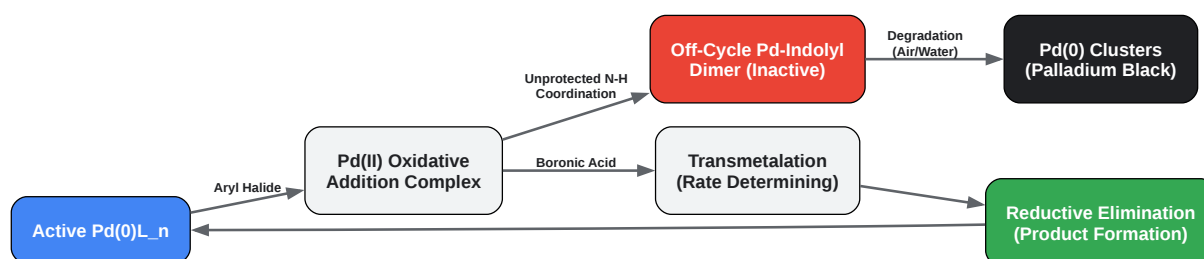 Off-Cycle Pd-Indolyl
Dimer (Inactive)
Degradation
(Air/Water)
Pd(0) Clusters
(Palladium Black)
Unprotected N-H
Coordination
Pd(II) Oxidative
Addition Complex
Boronic Acid
Transmetalation
(Rate Determining)
Aryl Halide
Active Pd(0)L_n
Reductive Elimination
(Product Formation)